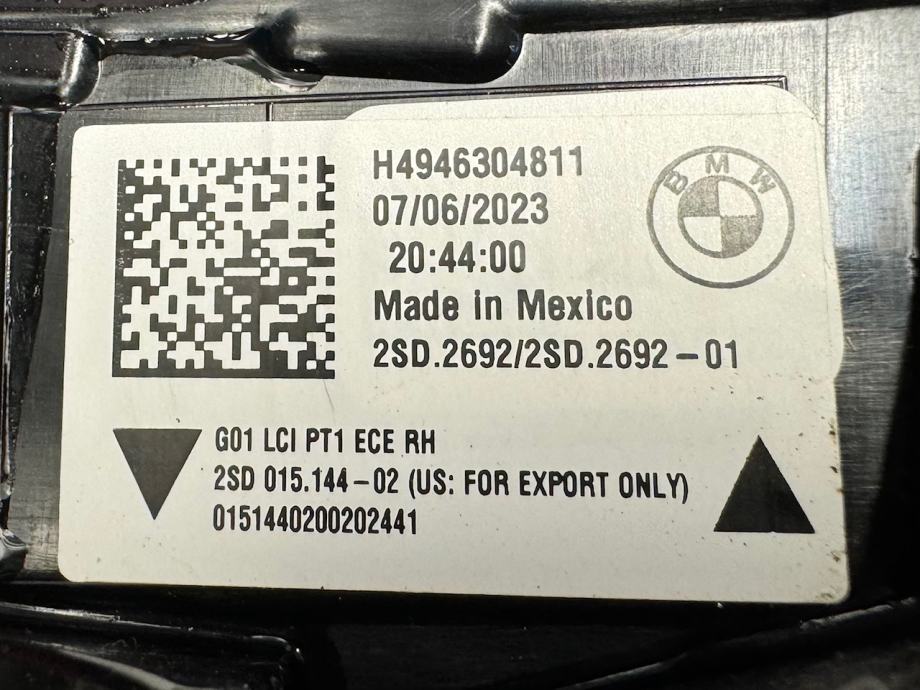 H4946304811
07/06/2023
20:44:00
BMW
Made in Mexico
2SD.2692/2SD.2692-01
G01 LCI PT1 ECE RH
2SD 015.144-02 (US: FOR EXPORT ONLY)
0151440200202441